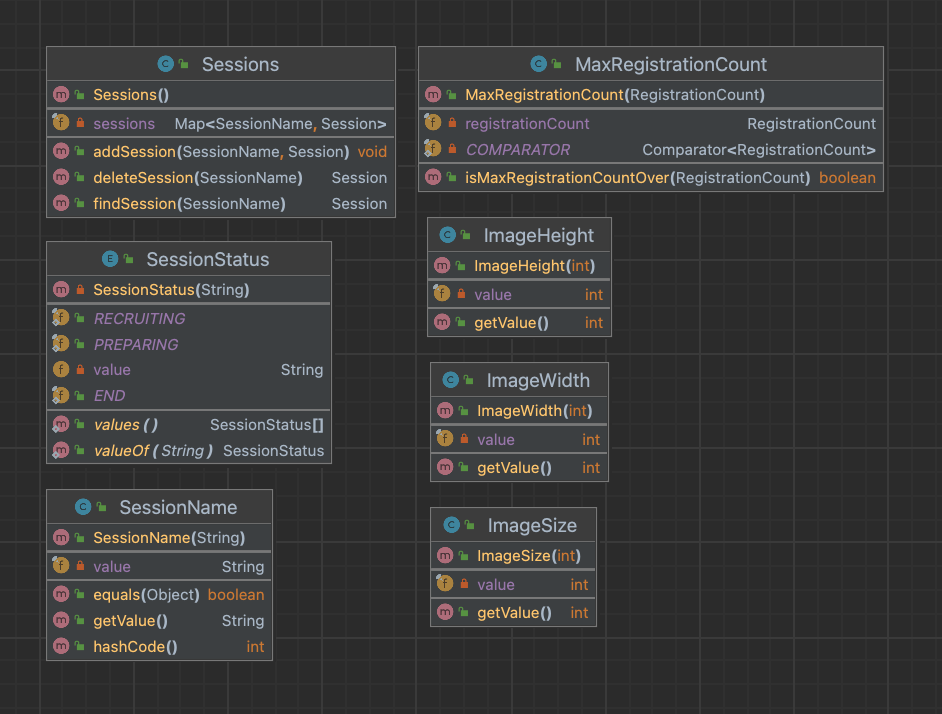 Sessions
Sessions()
sessions Map<SessionName, Session>
addSession(SessionName, Session) void
deleteSession(SessionName) Session
findSession(SessionName) Session
SessionStatus
SessionStatus(String)
RECRUITING
PREPARING
value String
END
values () SessionStatus[]
valueOf (String) SessionStatus
SessionName
SessionName(String)
value String
equals(Object) boolean
getValue() String
hashCode() int
MaxRegistrationCount
MaxRegistrationCount(RegistrationCount)
registrationCount RegistrationCount
COMPARATOR Comparator<RegistrationCount>
isMaxRegistrationCountOver(RegistrationCount) boolean
ImageHeight
ImageHeight(int)
value int
getValue() int
ImageWidth
ImageWidth(int)
value int
getValue() int
ImageSize
ImageSize(int)
value int
getValue() int